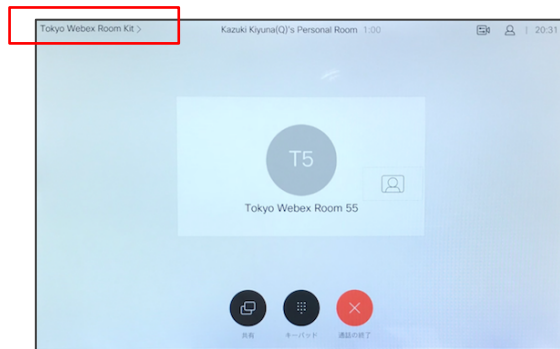 Tokyo Webex Room Kit >
Kazuki Kiyuna(Q)'s Personal Room 1:00
20:31
T5
Tokyo Webex Room 55
共有
キーパッド
通話の終了